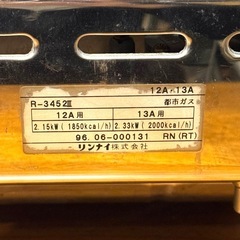 12A・13A
R-3452Ⅲ 都市ガス
12A用 13A用
2.15kW (1850kcal/h) 2.33kW (2000kcal/h)
96.06-000131 RN(RT)
リンナイ株式会社